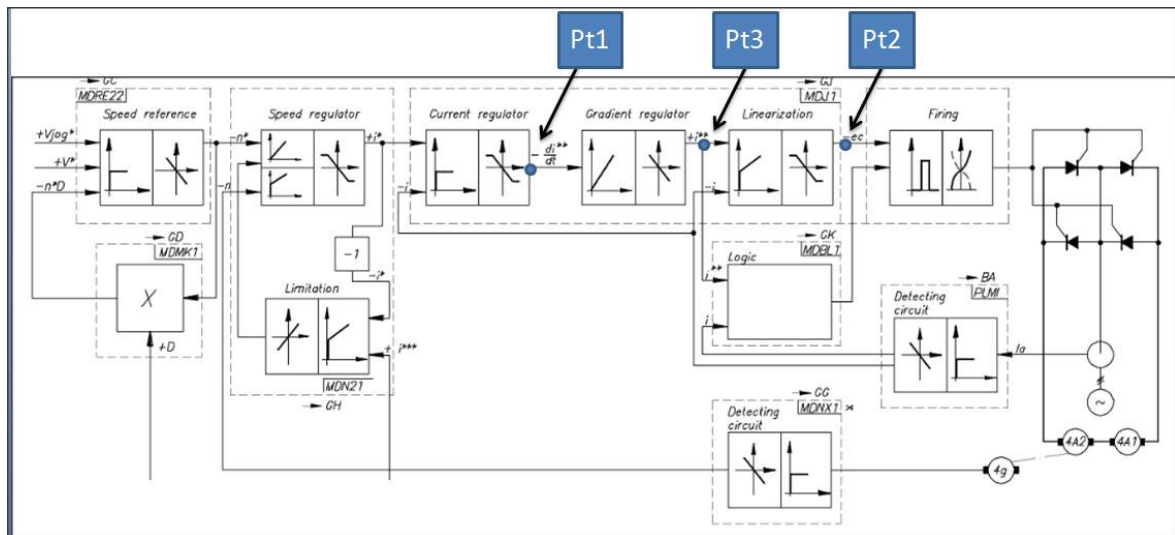 Pt1
Pt3
Pt2
GC
MDRE22
Speed reference
+Vjog*
+V*
-n*D
-n*
-n
Speed regulator
+i*
GJ
MDJ1
Current regulator
-i
- di**
dt
Gradient regulator
+i**
Linearization
-i
-ec
Firing
GD
MDMK1
X
+D
-1
-i*
Limitation
+ i***
MDN21
GH
GK
MDBL1
Logic
i**
i
BA
PLMI
Detecting
circuit
Ia
~
GG
MDNX1 *
Detecting
circuit
4g
4A2
4A1